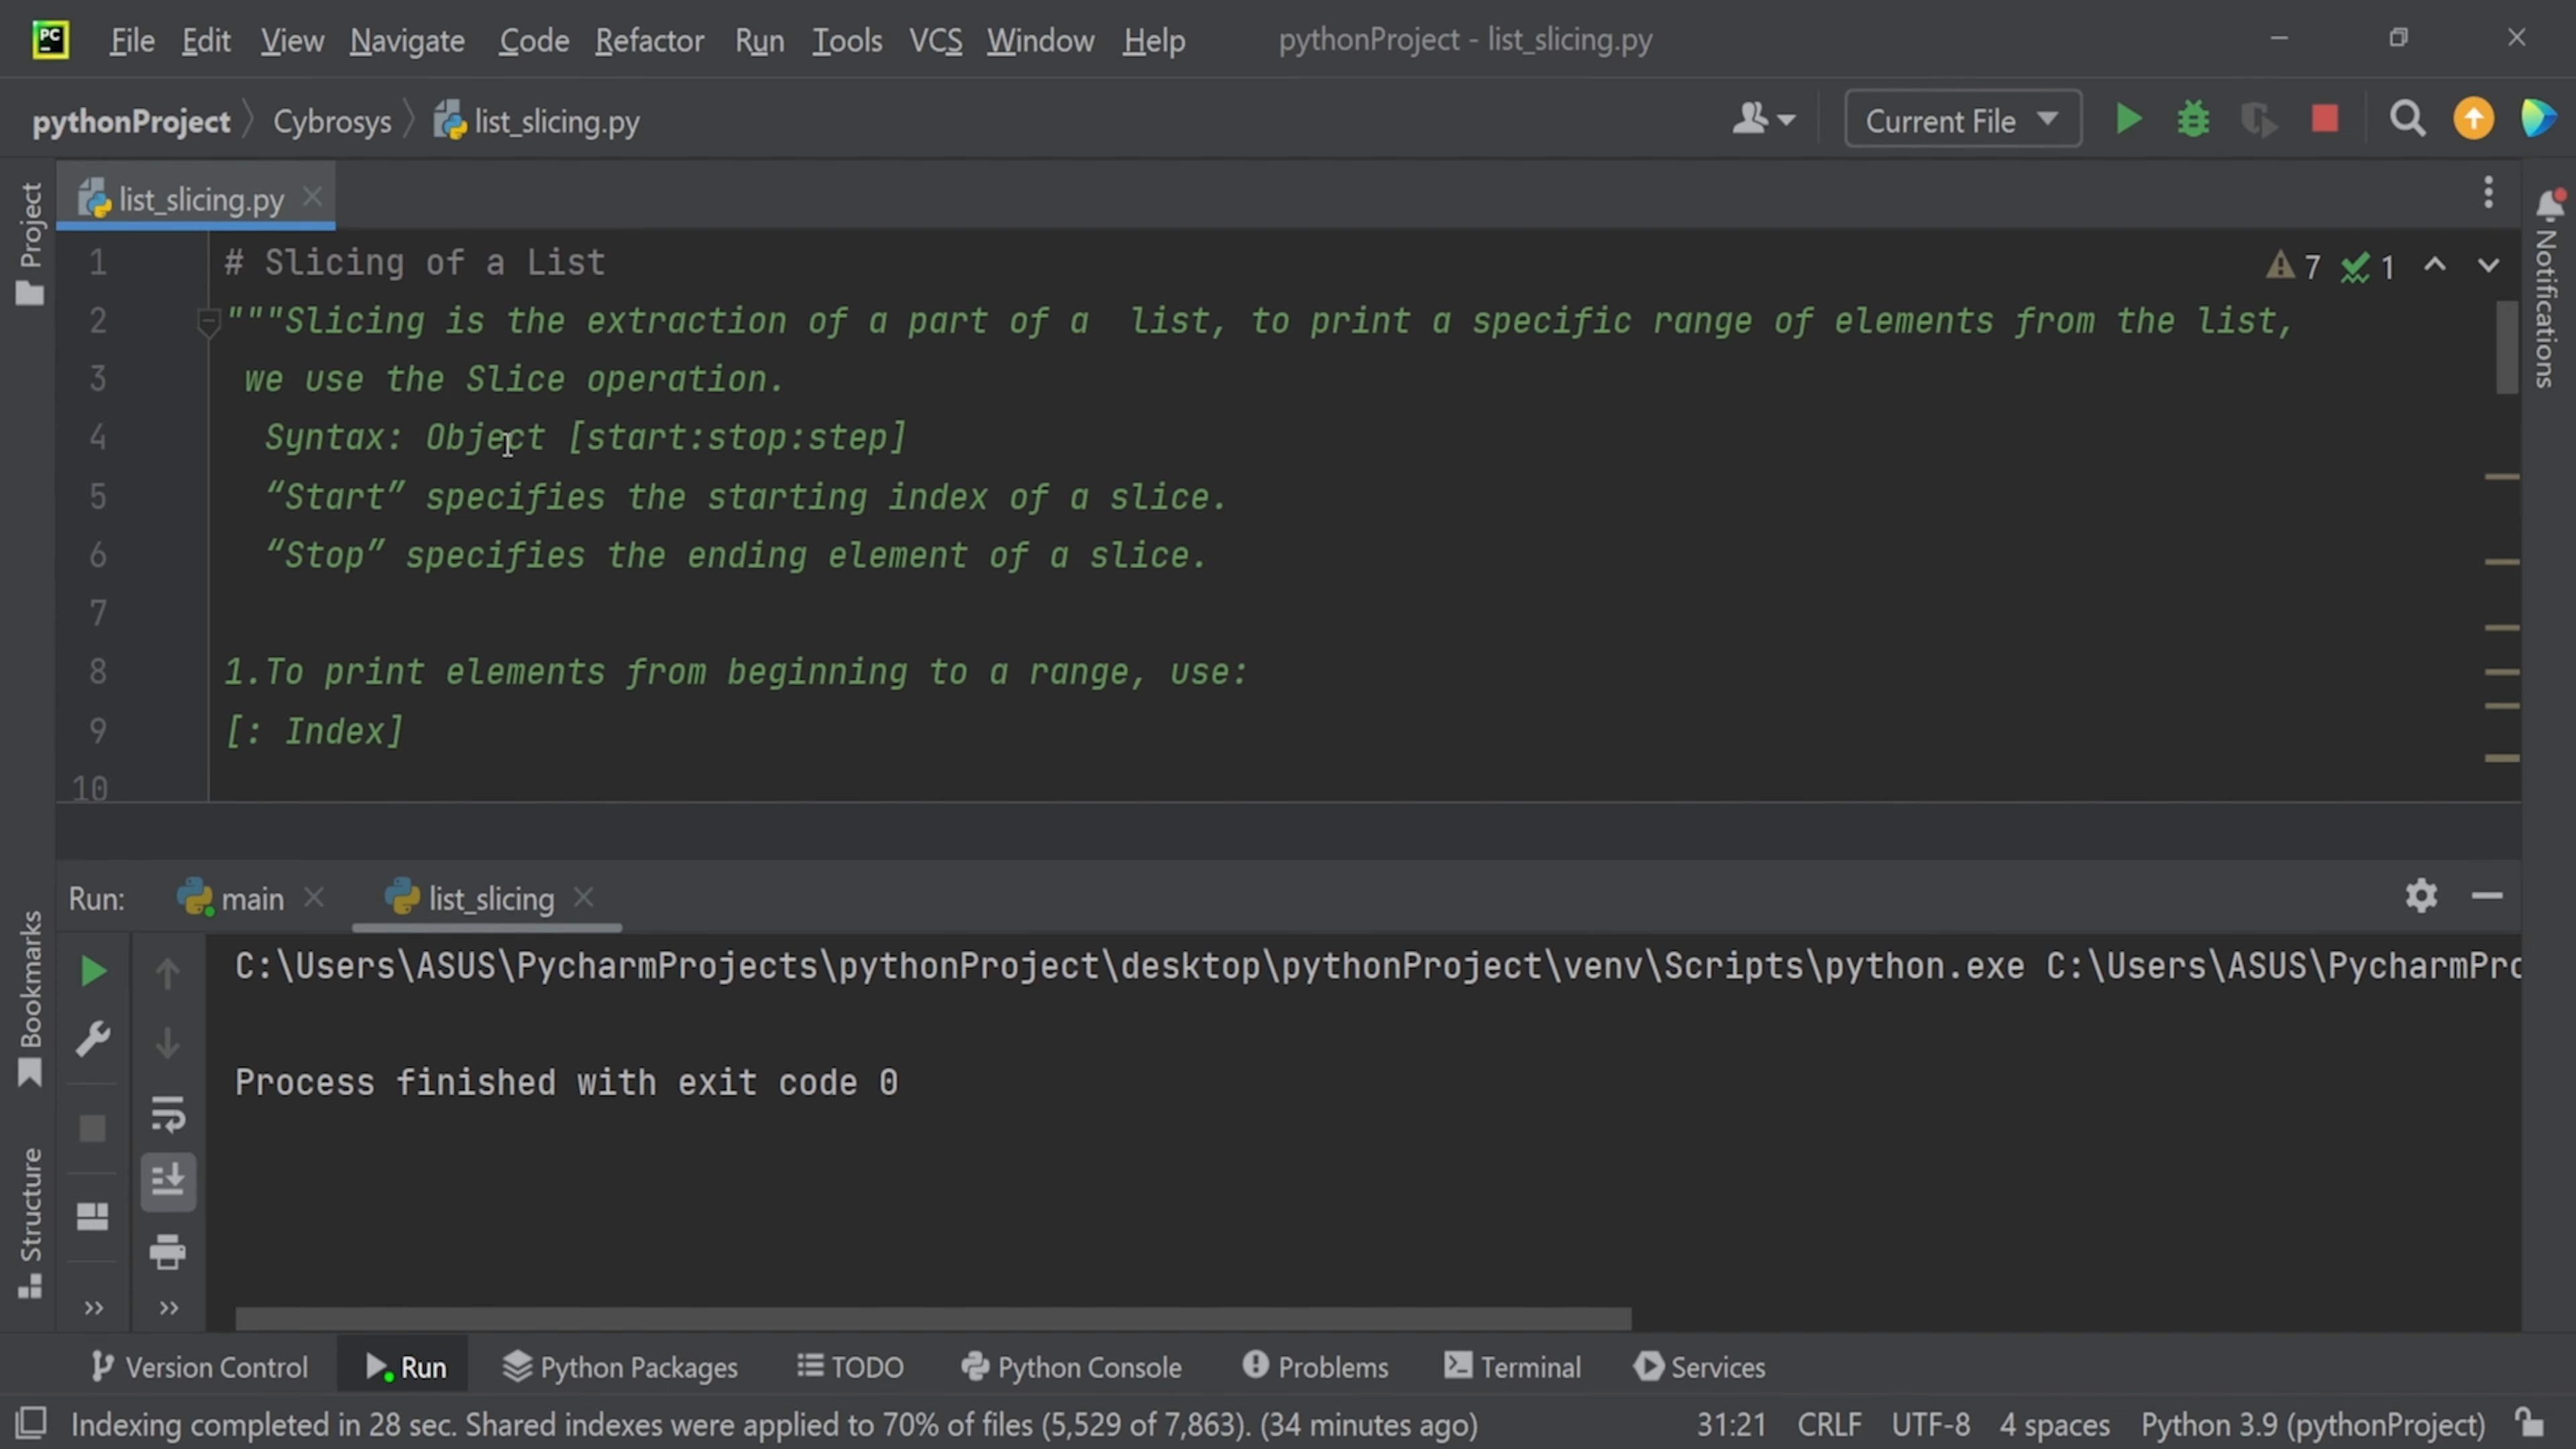 PC File Edit View Navigate Code Refactor Run Tools VCS Window Help pythonProject - list_slicing.py
pythonProject Cybrosys list_slicing.py Current File
Project
list_slicing.py
Notifications
7 1
1 # Slicing of a List
2 """Slicing is the extraction of a part of a  list, to print a specific range of elements from the list,
3 we use the Slice operation.
4 Syntax: Object [start:stop:step]
5 “Start” specifies the starting index of a slice.
6 “Stop” specifies the ending element of a slice.
7
8 1.To print elements from beginning to a range, use:
9 [: Index]
10
Run: main list_slicing
Bookmarks
Structure
C:\Users\ASUS\PycharmProjects\pythonProject\desktop\pythonProject\venv\Scripts\python.exe C:\Users\ASUS\PycharmPro
Process finished with exit code 0
Version Control Run Python Packages TODO Python Console Problems Terminal Services
Indexing completed in 28 sec. Shared indexes were applied to 70% of files (5,529 of 7,863). (34 minutes ago) 31:21 CRLF UTF-8 4 spaces Python 3.9 (pythonProject)